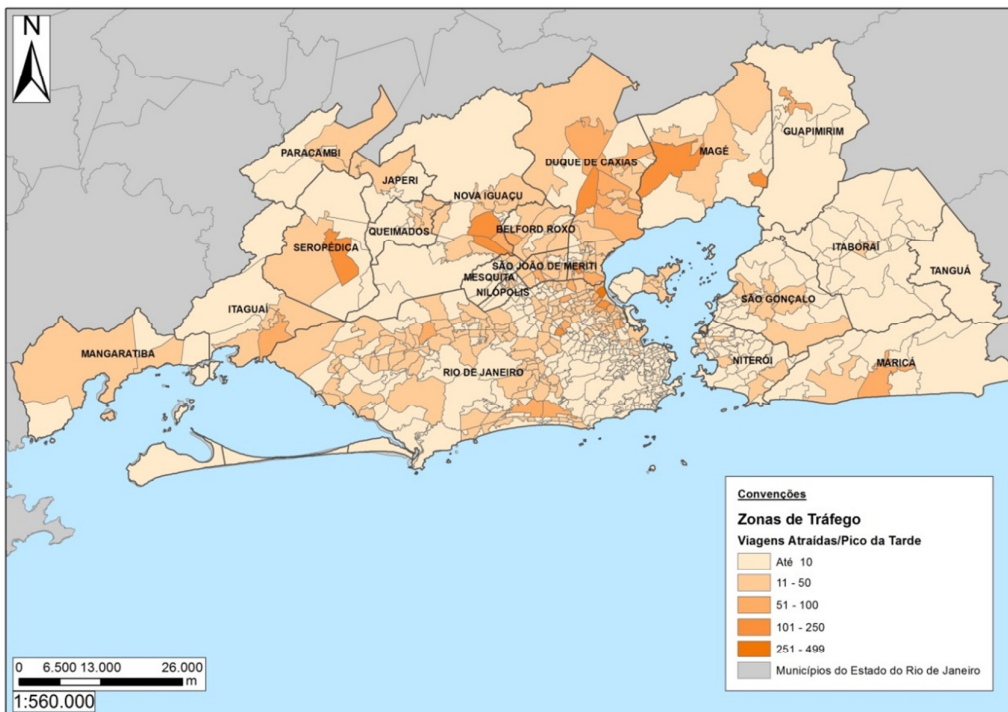 N
GUAPIMIRIM
PARACAMBI
DUQUE DE CAXIAS
MAGÉ
JAPERI
NOVA IGUAÇU
QUEIMADOS
BELFORD ROXO
SEROPÉDICA
ITABORAÍ
SÃO JOÃO DE MERITI
MESQUITA
TANGUÁ
NILÓPOLIS
SÃO GONÇALO
ITAGUAÍ
MANGARATIBA
NITERÓI
MARICÁ
RIO DE JANEIRO
Convenções
Zonas de Tráfego
Viagens Atraídas/Pico da Tarde
Até 10
11 - 50
51 - 100
101 - 250
251 - 499
Municípios do Estado do Rio de Janeiro
0 6.500 13.000 26.000
m
1:560.000